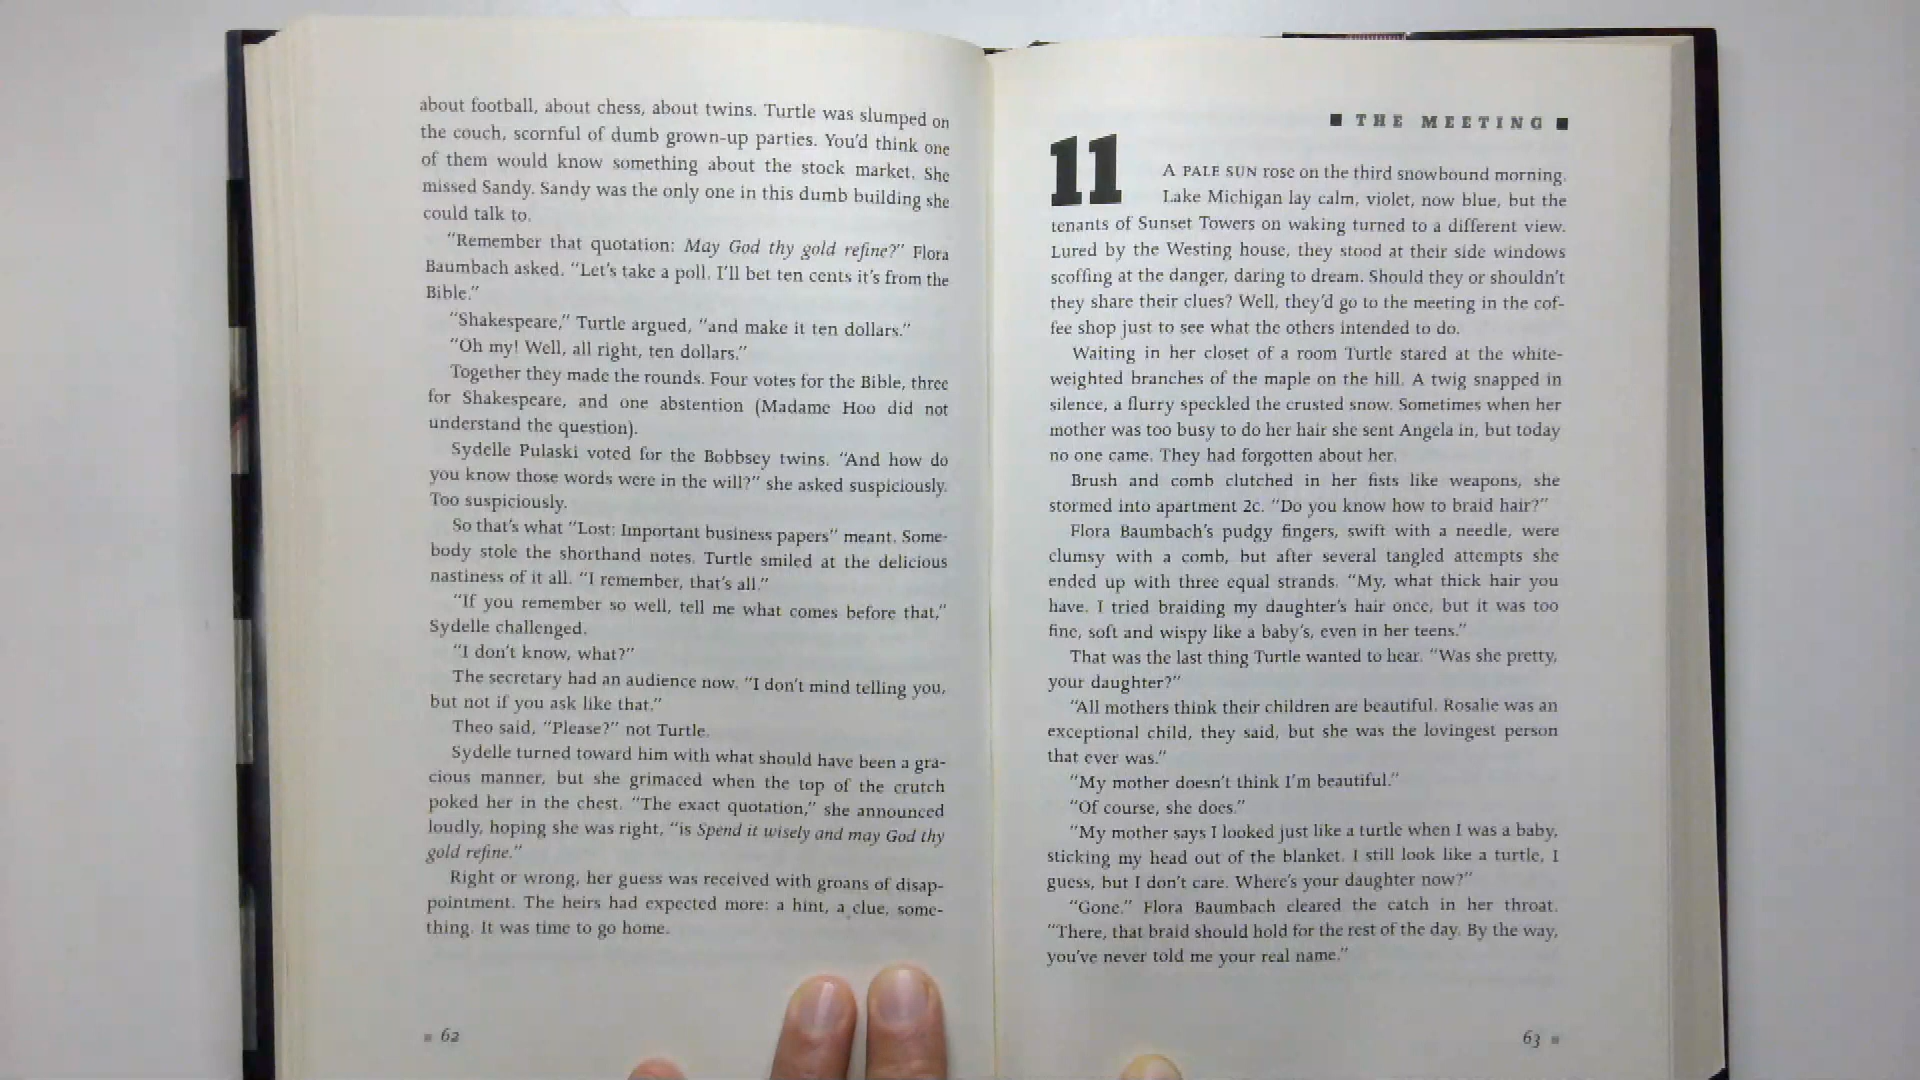 about football, about chess, about twins. Turtle was slumped on
the couch, scornful of dumb grown-up parties. You'd think one
of them would know something about the stock market. She
missed Sandy. Sandy was the only one in this dumb building she
could talk to.
"Remember that quotation: May God thy gold refine?" Flora
Baumbach asked. "Let's take a poll. I'll bet ten cents it's from the
Bible."
"Shakespeare," Turtle argued, "and make it ten dollars."
"Oh my! Well, all right, ten dollars."
Together they made the rounds. Four votes for the Bible, three
for Shakespeare, and one abstention (Madame Hoo did not
understand the question).
Sydelle Pulaski voted for the Bobbsey twins. "And how do
you know those words were in the will?" she asked suspiciously.
Too suspiciously.
So that's what "Lost: Important business papers" meant. Some-
body stole the shorthand notes. Turtle smiled at the delicious
nastiness of it all. "I remember, that's all."
"If you remember so well, tell me what comes before that,"
Sydelle challenged.
"I don't know, what?"
The secretary had an audience now. "I don't mind telling you,
but not if you ask like that."
Theo said, "Please?" not Turtle.
Sydelle turned toward him with what should have been a gra-
cious manner, but she grimaced when the top of the crutch
poked her in the chest. "The exact quotation," she announced
loudly, hoping she was right, "is Spend it wisely and may God thy
gold refine."
Right or wrong, her guess was received with groans of disap-
pointment. The heirs had expected more: a hint, a clue, some-
thing. It was time to go home.
62
THE MEETING
11
A PALE SUN rose on the third snowbound morning.
Lake Michigan lay calm, violet, now blue, but the
tenants of Sunset Towers on waking turned to a different view.
Lured by the Westing house, they stood at their side windows
scoffing at the danger, daring to dream. Should they or shouldn't
they share their clues? Well, they'd go to the meeting in the cof-
fee shop just to see what the others intended to do.
Waiting in her closet of a room Turtle stared at the white-
weighted branches of the maple on the hill. A twig snapped in
silence, a flurry speckled the crusted snow. Sometimes when her
mother was too busy to do her hair she sent Angela in, but today
no one came. They had forgotten about her.
Brush and comb clutched in her fists like weapons, she
stormed into apartment 2c. "Do you know how to braid hair?"
Flora Baumbach's pudgy fingers, swift with a needle, were
clumsy with a comb, but after several tangled attempts she
ended up with three equal strands. "My, what thick hair you
have. I tried braiding my daughter's hair once, but it was too
fine, soft and wispy like a baby's, even in her teens."
That was the last thing Turtle wanted to hear. "Was she pretty,
your daughter?"
"All mothers think their children are beautiful. Rosalie was an
exceptional child, they said, but she was the lovingest person
that ever was."
"My mother doesn't think I'm beautiful."
"Of course, she does."
"My mother says I looked just like a turtle when I was a baby,
sticking my head out of the blanket. I still look like a turtle, I
guess, but I don't care. Where's your daughter now?"
"Gone." Flora Baumbach cleared the catch in her throat.
"There, that braid should hold for the rest of the day. By the way,
you've never told me your real name."
63